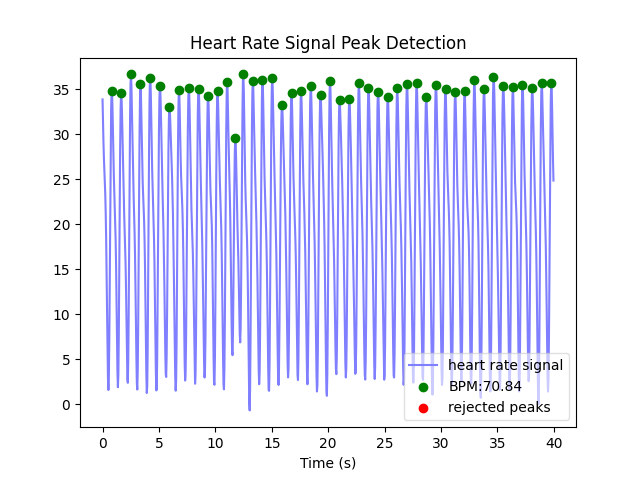 Heart Rate Signal Peak Detection
35
30
25
20
15
10
5
0
heart rate signal
BPM:70.84
rejected peaks
0 5 10 15 20 25 30 35 40
Time (s)